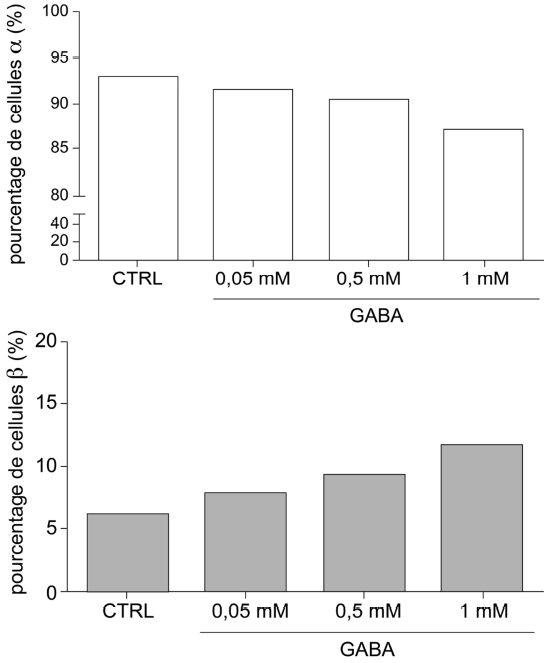 pourcentage de cellules α (%)
100
95
90
85
80
40
20
0
CTRL 0,05 mM 0,5 mM 1 mM
GABA
pourcentage de cellules β (%)
20
15
10
5
0
CTRL 0,05 mM 0,5 mM 1 mM
GABA